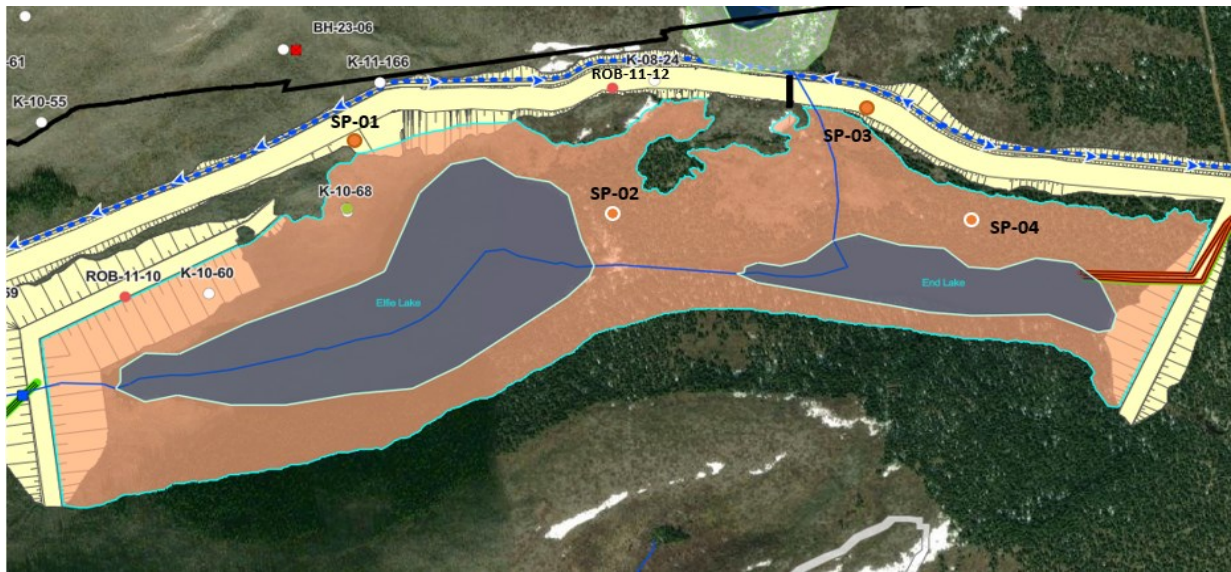 BH-23-06
-61
K-11-166
K-08-24
ROB-11-12
K-10-55
SP-01
SP-03
K-10-68
SP-02
SP-04
ROB-11-10
K-10-60
59
Elfie Lake
End Lake